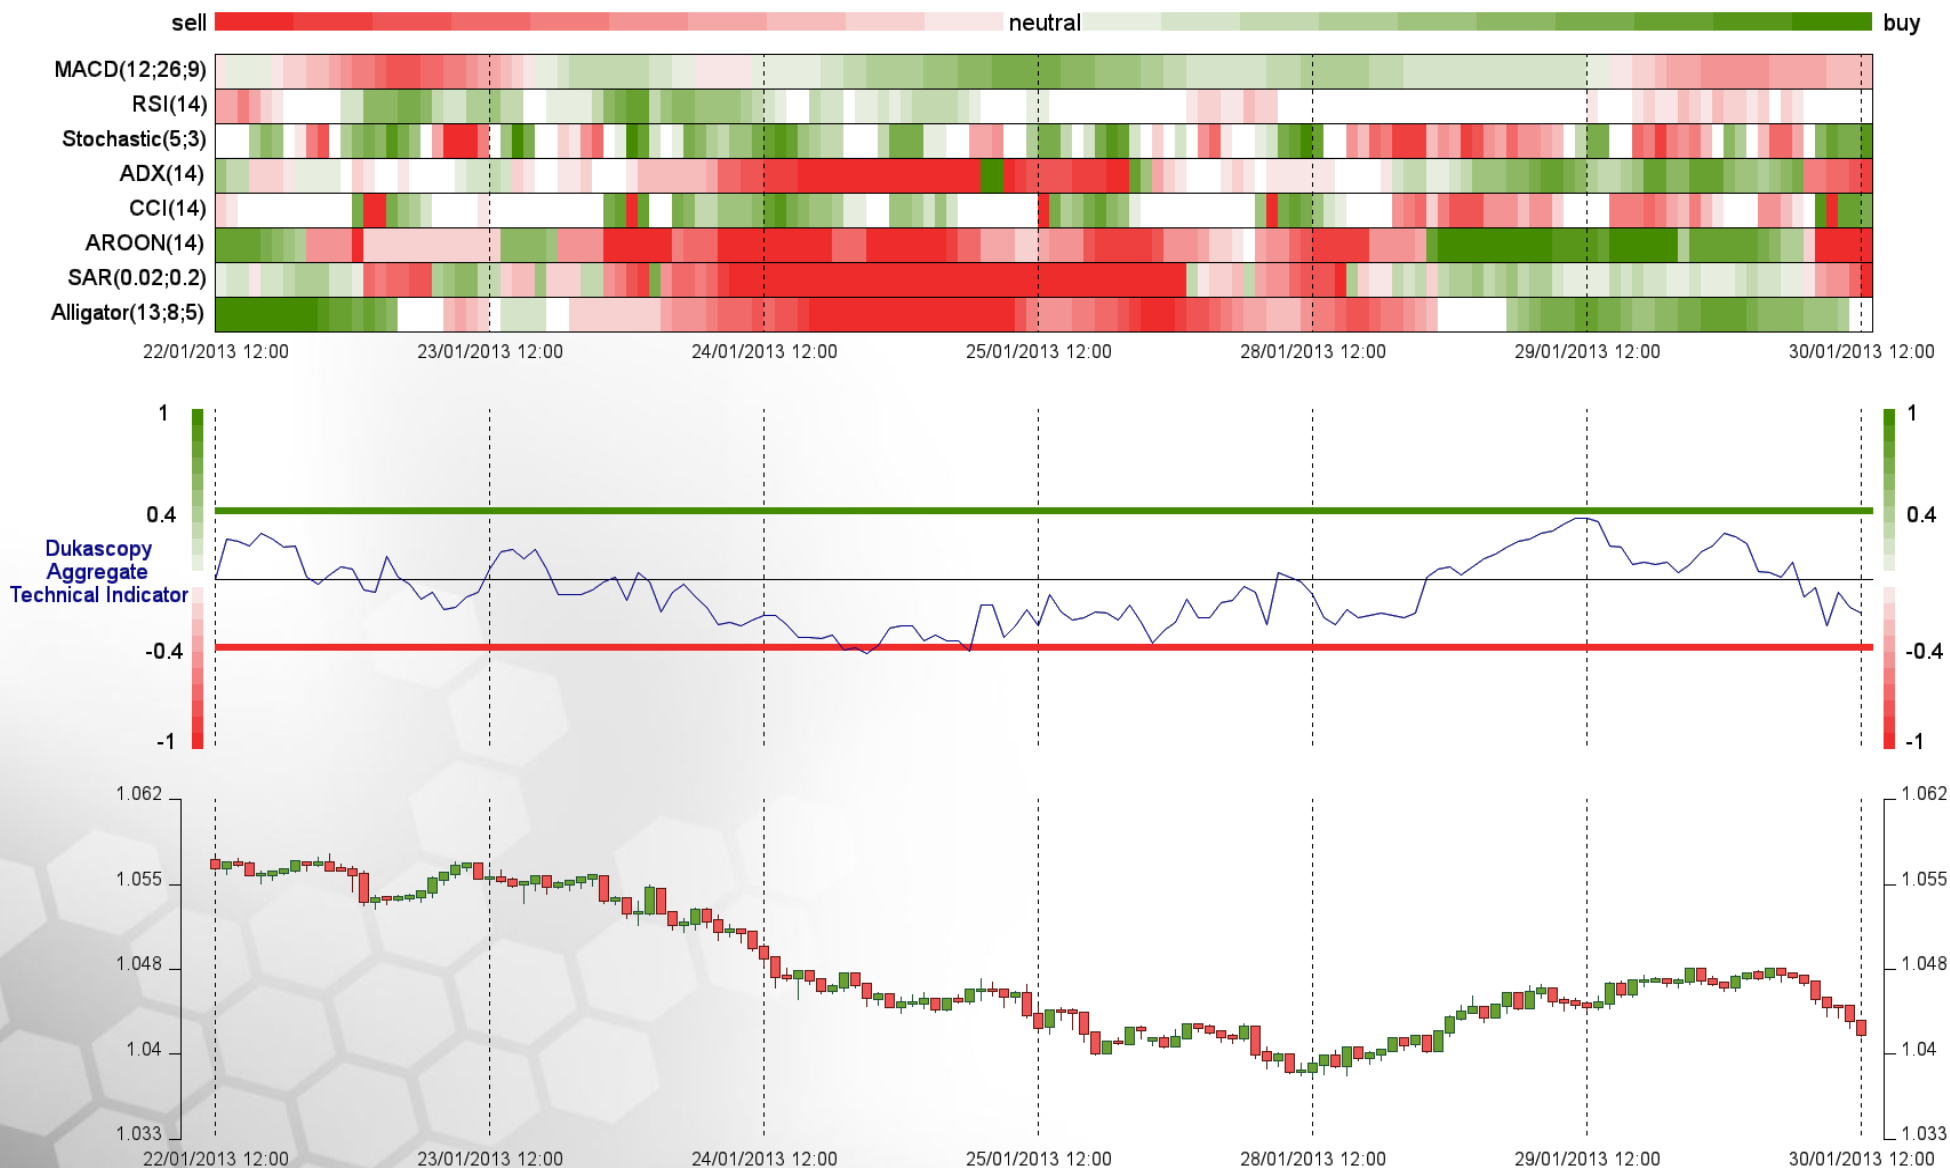 sell neutral buy
MACD(12;26;9)
RSI(14)
Stochastic(5;3)
ADX(14)
CCI(14)
AROON(14)
SAR(0.02;0.2)
Alligator(13;8;5)
22/01/2013 12:00 23/01/2013 12:00 24/01/2013 12:00 25/01/2013 12:00 28/01/2013 12:00 29/01/2013 12:00 30/01/2013 12:00
1 1
0.4 0.4
Dukascopy
Aggregate
Technical Indicator
-0.4 -0.4
-1 -1
1.062 1.062
1.055 1.055
1.048 1.048
1.04 1.04
1.033 1.033
22/01/2013 12:00 23/01/2013 12:00 24/01/2013 12:00 25/01/2013 12:00 28/01/2013 12:00 29/01/2013 12:00 30/01/2013 12:00